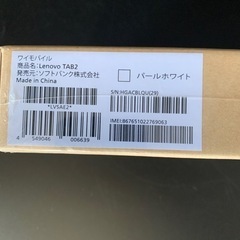 ワイモバイル
商品名:Lenovo TAB2
発売元:ソフトバンク株式会社
Made in China
パールホワイト
*LVSAE2*
S/N:HGACBLQU(29)
4 549046 006639
IMEI:867651022769063